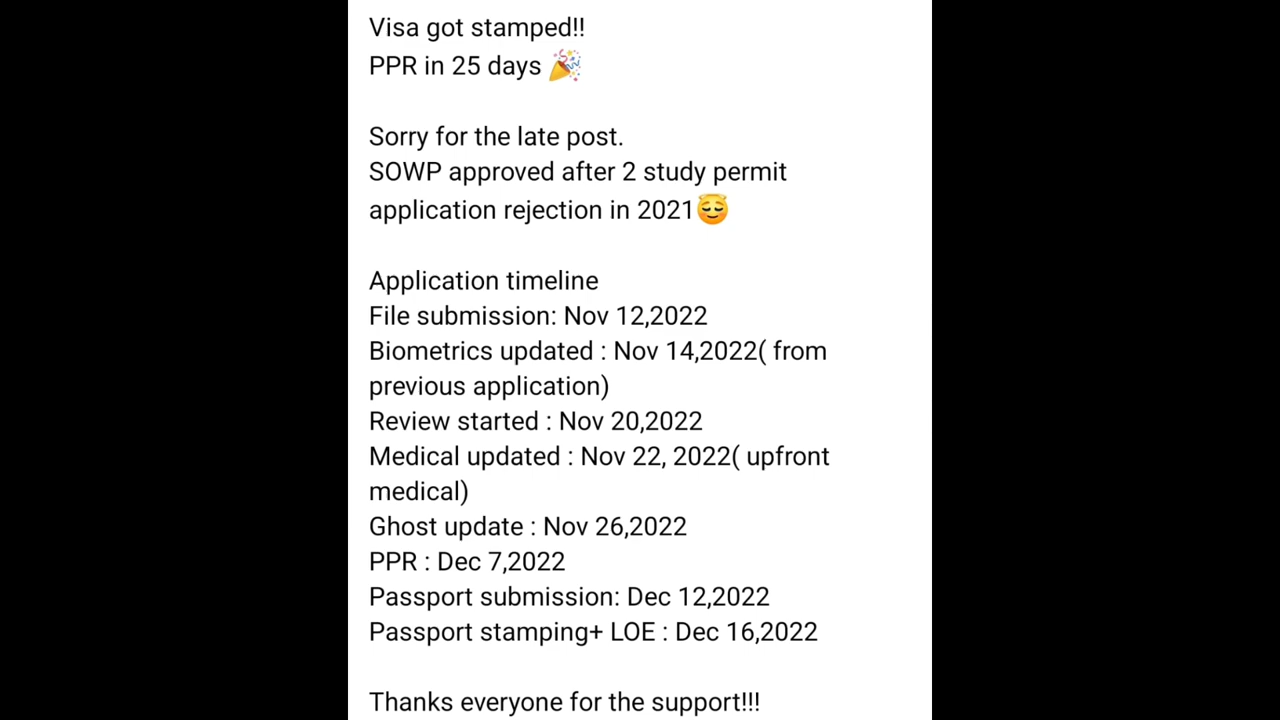 Visa got stamped!!
PPR in 25 days 🎉
Sorry for the late post.
SOWP approved after 2 study permit
application rejection in 2021😇
Application timeline
File submission: Nov 12,2022
Biometrics updated : Nov 14,2022( from
previous application)
Review started : Nov 20,2022
Medical updated : Nov 22, 2022( upfront
medical)
Ghost update : Nov 26,2022
PPR : Dec 7,2022
Passport submission: Dec 12,2022
Passport stamping+ LOE : Dec 16,2022
Thanks everyone for the support!!!